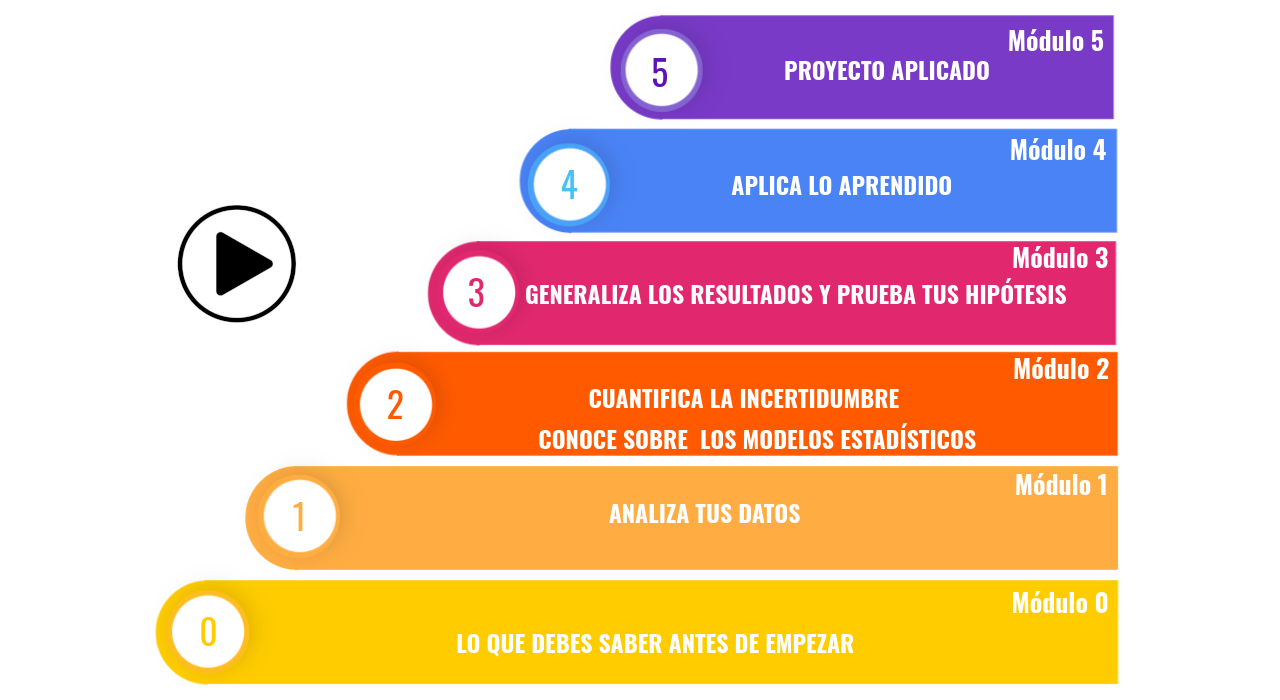 Módulo 5
5
PROYECTO APLICADO
Módulo 4
4
APLICA LO APRENDIDO
Módulo 3
3
GENERALIZA LOS RESULTADOS Y PRUEBA TUS HIPÓTESIS
Módulo 2
2
CUANTIFICA LA INCERTIDUMBRE
CONOCE SOBRE LOS MODELOS ESTADÍSTICOS
Módulo 1
1
ANALIZA TUS DATOS
Módulo 0
0
LO QUE DEBES SABER ANTES DE EMPEZAR